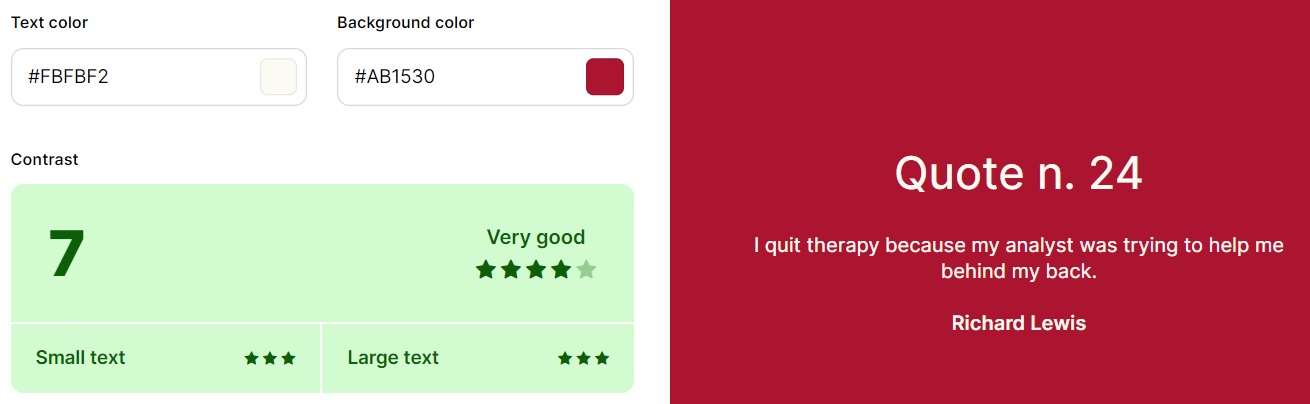 Text color
#FBFBF2
Background color
#AB1530
Contrast
7
Very good
Small text
Large text
Quote n. 24
I quit therapy because my analyst was trying to help me
behind my back.
Richard Lewis